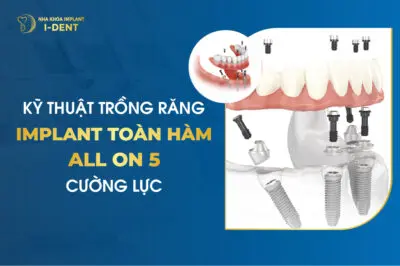 NHA KHOA IMPLANT
I-DENT
KỸ THUẬT TRỒNG RĂNG
IMPLANT TOÀN HÀM
ALL ON 5
CƯỜNG LỰC